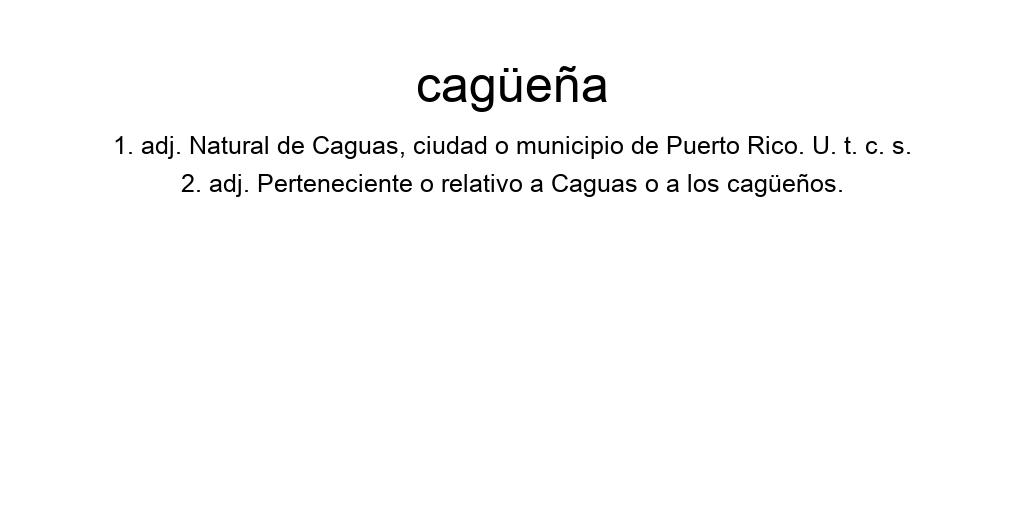 cagüeña
1. adj. Natural de Caguas, ciudad o municipio de Puerto Rico. U. t. c. s.
2. adj. Perteneciente o relativo a Caguas o a los cagüeños.